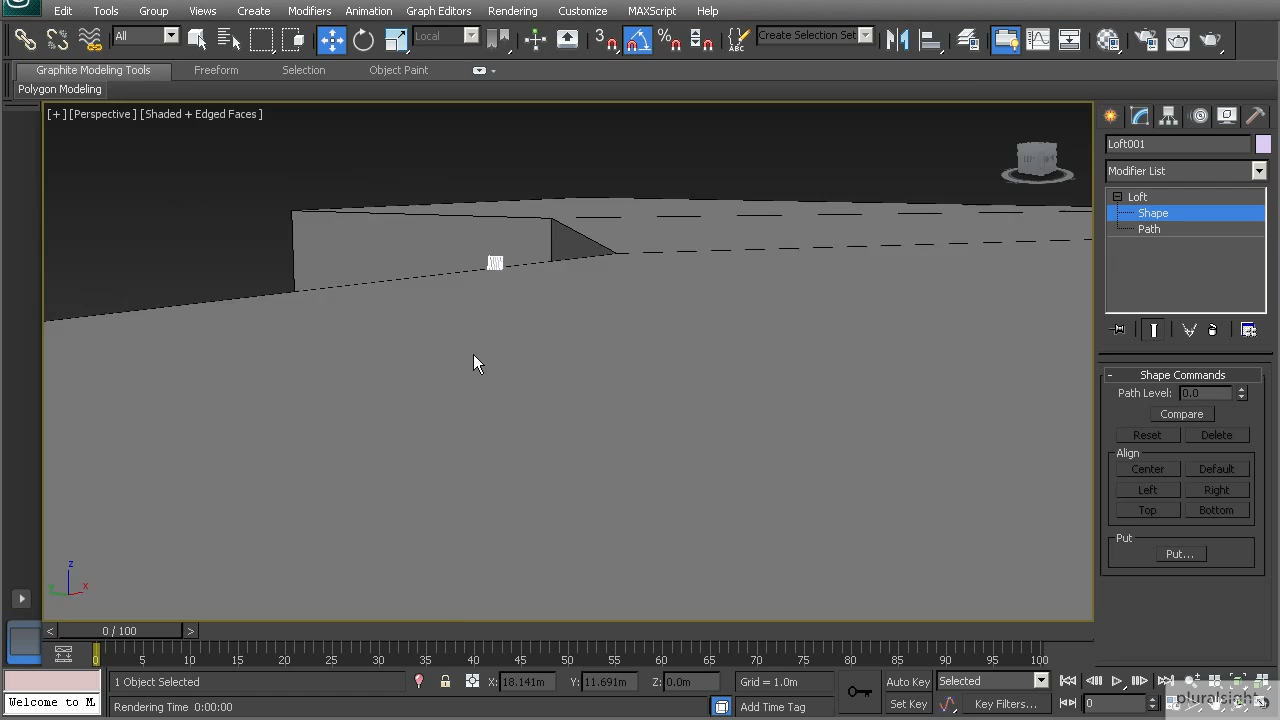 Edit Tools Group Views Create Modifiers Animation Graph Editors Rendering Customize MAXScript Help
All Local 3 % ABC Create Selection Set
Graphite Modeling Tools Freeform Selection Object Paint
Polygon Modeling
[+] [Perspective] [Shaded + Edged Faces]
Loft001
Modifier List
Loft
Shape
Path
Shape Commands
Path Level: 0.0
Compare
Reset Delete
Align
Center Default
Left Right
Top Bottom
Put
Put...
z
y x
< 0 / 100 >
0 5 10 15 20 25 30 35 40 45 50 55 60 65 70 75 80 85 90 95 100
1 Object Selected X: 18.141m Y: 11.691m Z: 0.0m Grid = 1.0m Auto Key Selected
Welcome to M Rendering Time 0:00:00 Add Time Tag Set Key Key Filters... 0
pluralsight